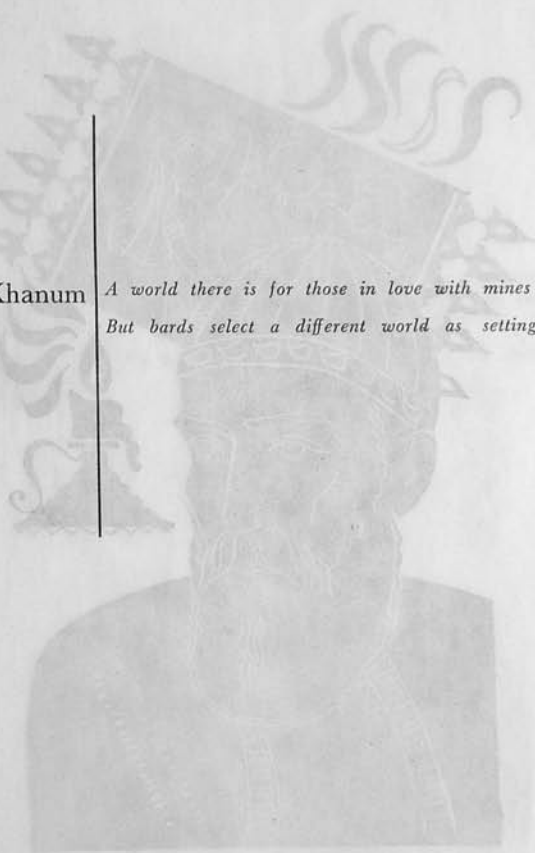 Khanum
A world there is for those in love with mines
But bards select a different world as setting